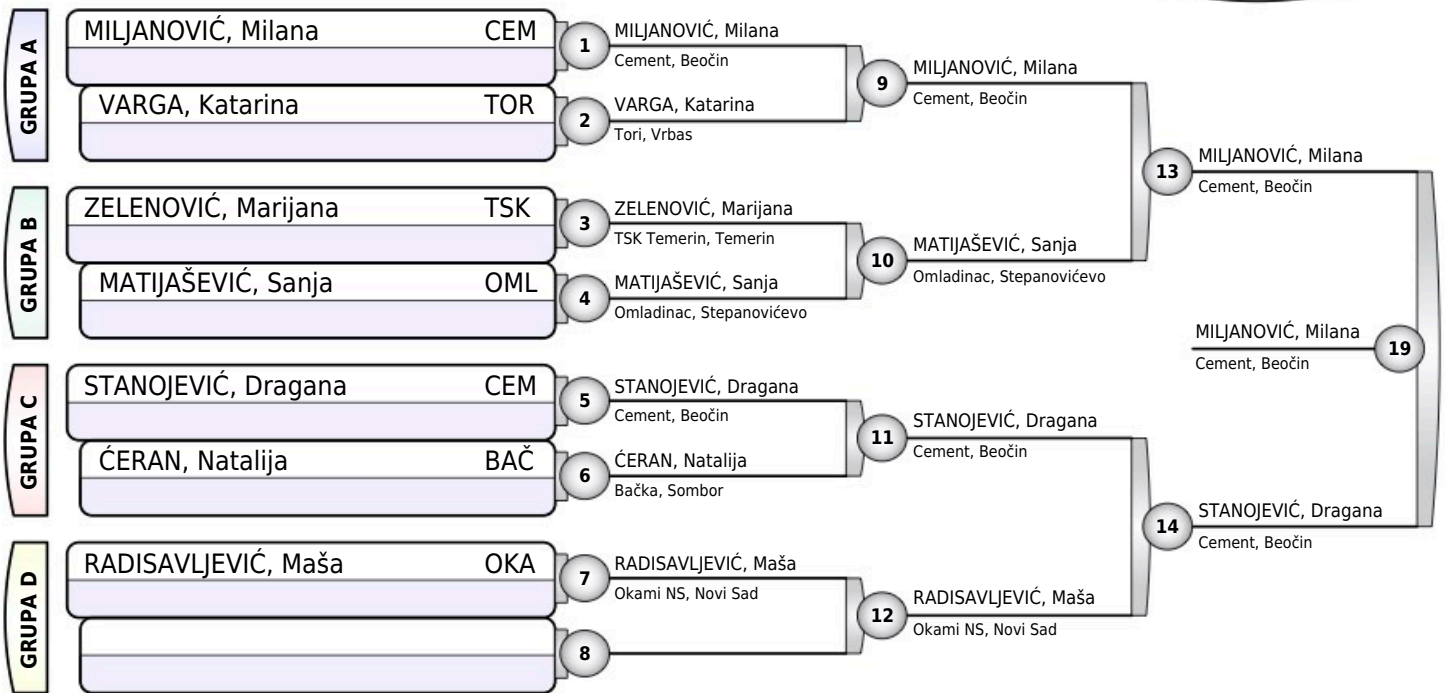 GRUPA A
MILJANOVIĆ, Milana CEM
VARGA, Katarina TOR
GRUPA B
ZELENOVIĆ, Marijana TSK
MATIJAŠEVIĆ, Sanja OML
GRUPA C
STANOJEVIĆ, Dragana CEM
ĆERAN, Natalija BAČ
GRUPA D
RADISAVLJEVIĆ, Maša OKA
1
MILJANOVIĆ, Milana
Cement, Beočin
2
VARGA, Katarina
Tori, Vrbas
3
ZELENOVIĆ, Marijana
TSK Temerin, Temerin
4
MATIJAŠEVIĆ, Sanja
Omladinac, Stepanovićevo
5
STANOJEVIĆ, Dragana
Cement, Beočin
6
ĆERAN, Natalija
Bačka, Sombor
7
RADISAVLJEVIĆ, Maša
Okami NS, Novi Sad
8
9
MILJANOVIĆ, Milana
Cement, Beočin
10
MATIJAŠEVIĆ, Sanja
Omladinac, Stepanovićevo
11
STANOJEVIĆ, Dragana
Cement, Beočin
12
RADISAVLJEVIĆ, Maša
Okami NS, Novi Sad
13
MILJANOVIĆ, Milana
Cement, Beočin
14
STANOJEVIĆ, Dragana
Cement, Beočin
MILJANOVIĆ, Milana
Cement, Beočin
19